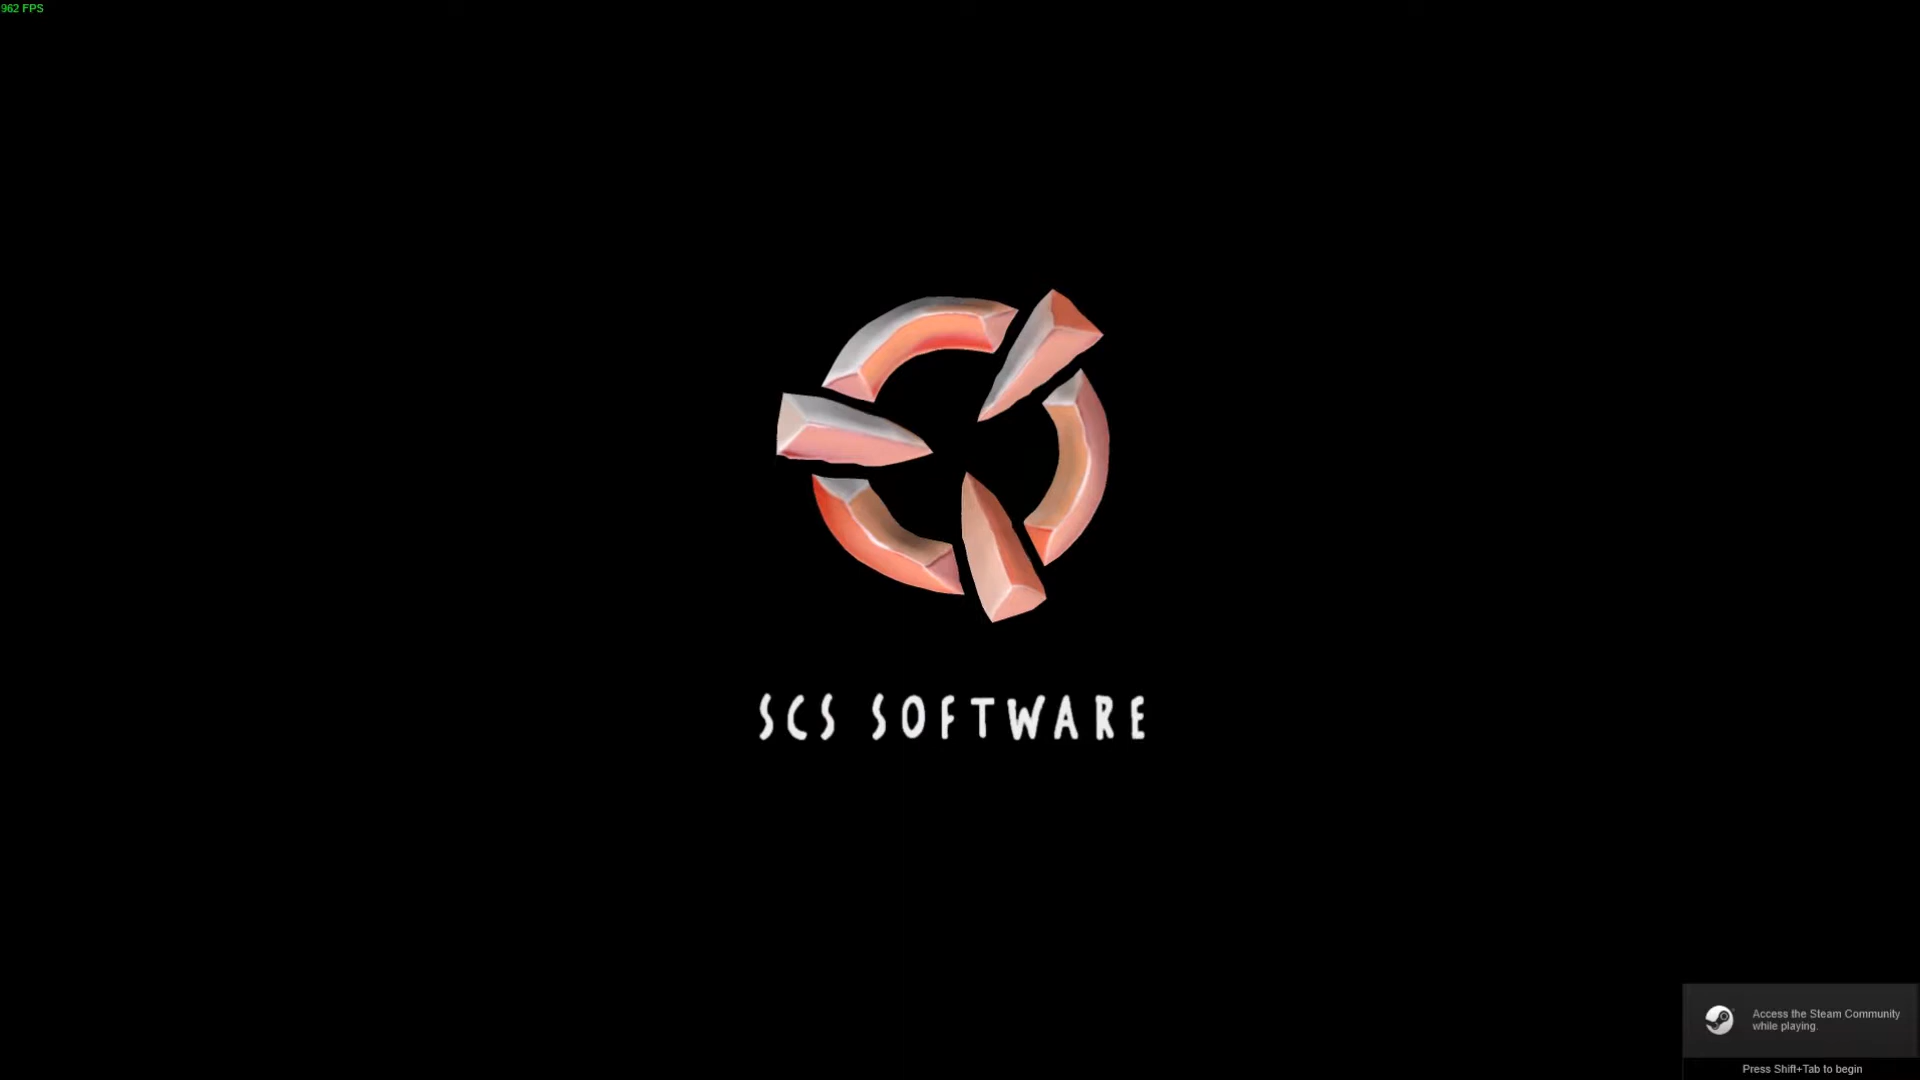 962 FPS
SCS SOFTWARE
Access the Steam Community
while playing.
Press Shift+Tab to begin